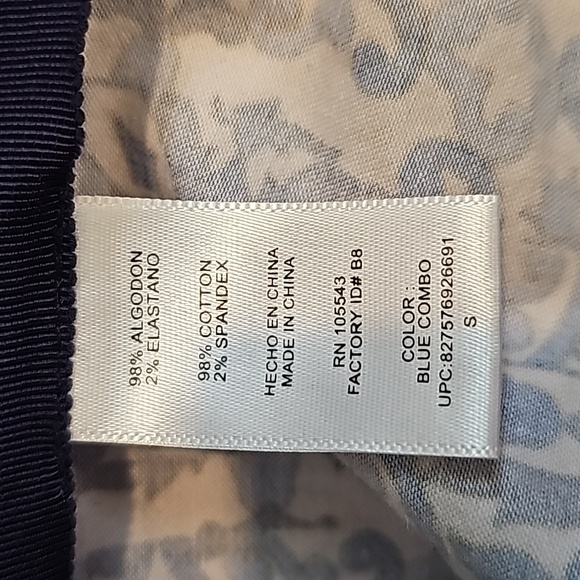 98% ALGODON
2% ELASTANO
98% COTTON
2% SPANDEX
HECHO EN CHINA
MADE IN CHINA
RN 105543
FACTORY ID# B8
COLOR :
BLUE COMBO
UPC:827576926691
S